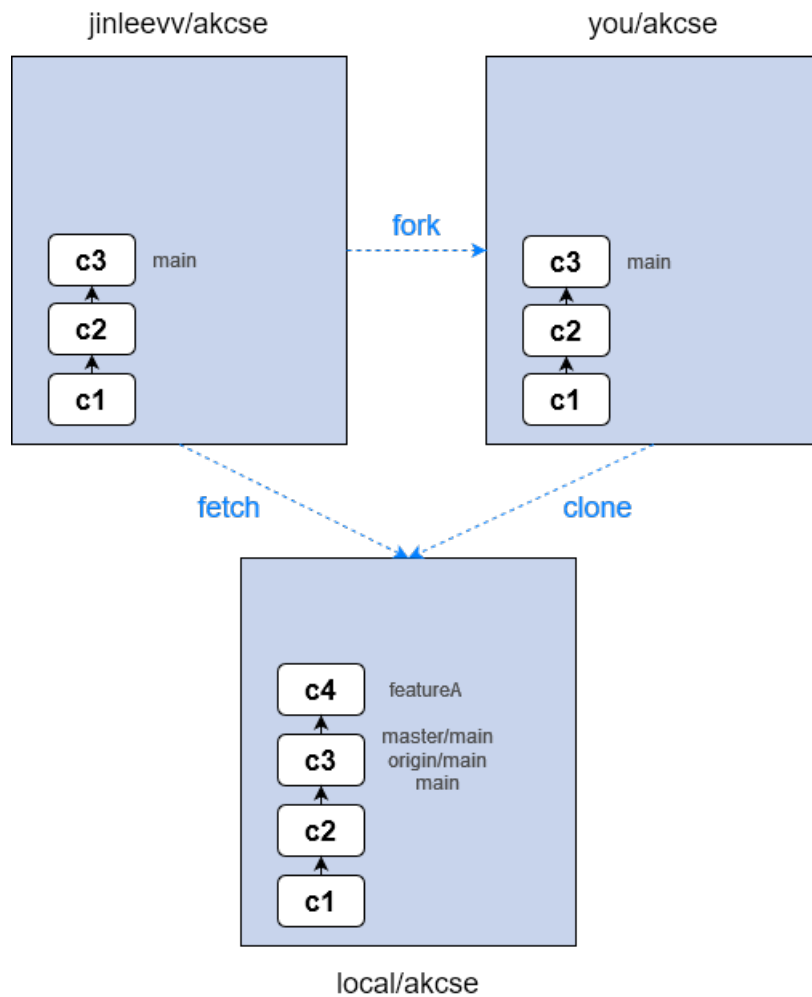 jinleevv/akcse
you/akcse
fork
c3
main
c2
c1
c3
main
c2
c1
fetch
clone
c4
featureA
master/main
origin/main
c3
main
c2
c1
local/akcse